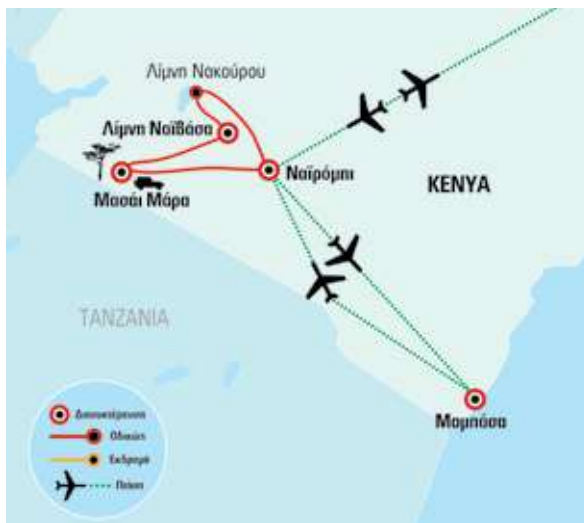 Λίμνη Νακούρου
Λίμνη Ναϊβάσα
Ναϊρόμπι
Μασάι Μάρα
KENYA
TANZANIA
Μομπάσα
Διανυκτέρευση
Οδικώς
Εκδρομή
Πτήση